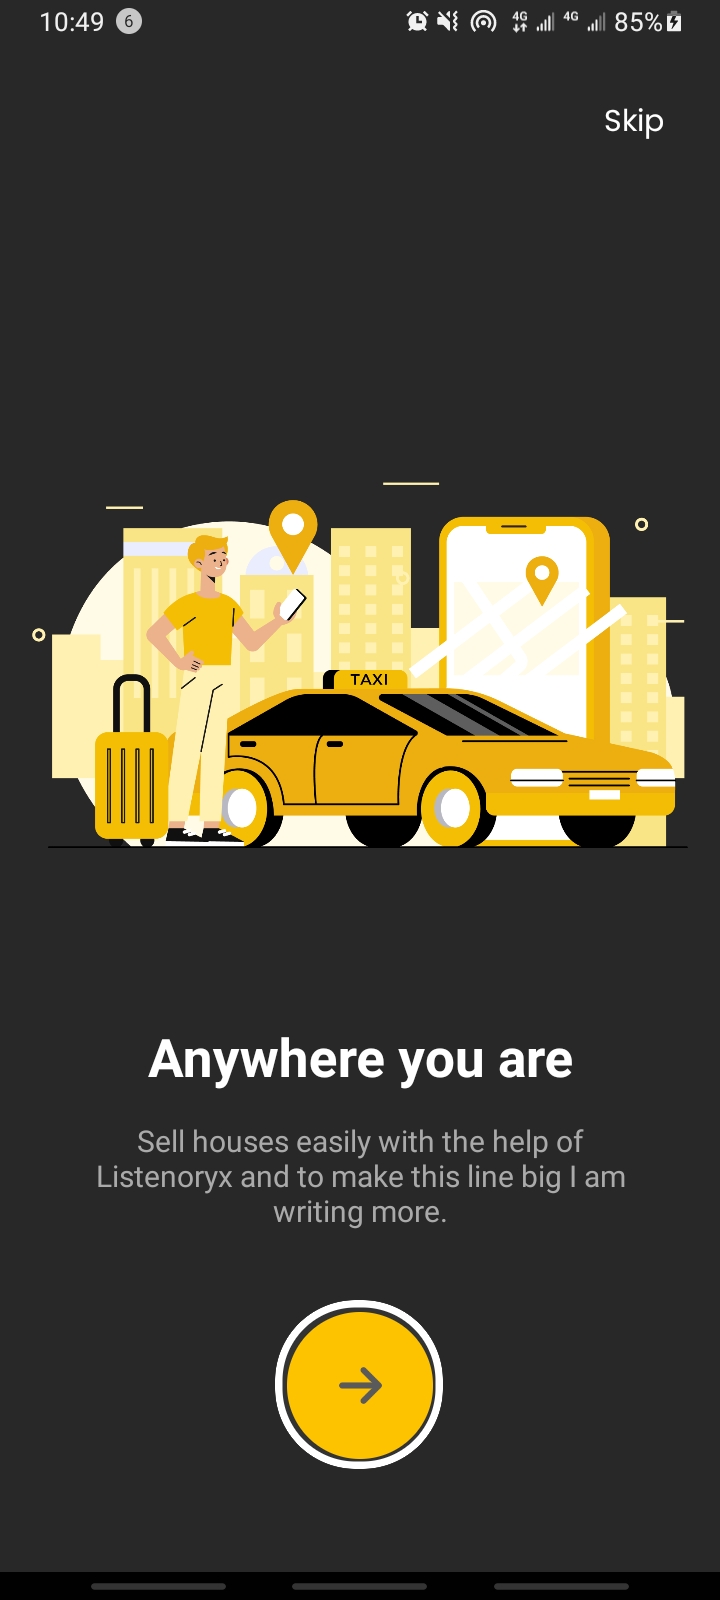 10:49 6 4G 4G 85%
Skip
TAXI
Anywhere you are
Sell houses easily with the help of
Listenoryx and to make this line big I am
writing more.